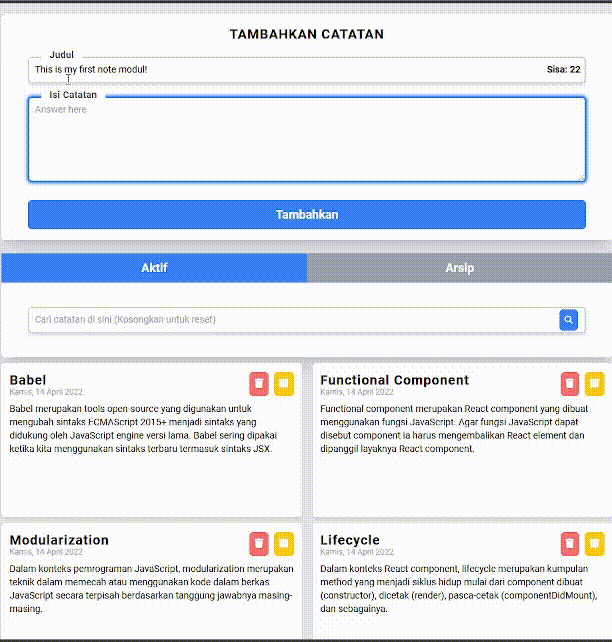 TAMBAHKAN CATATAN
Judul
This is my first note modul!
Sisa: 22
Isi Catatan
Answer here
Tambahkan
Aktif
Arsip
Cari catatan di sini (Kosongkan untuk reset)
Babel
Kamis, 14 April 2022
Babel merupakan tools open-source yang digunakan untuk
mengubah sintaks ECMAScript 2015+ menjadi sintaks yang
didukung oleh JavaScript engine versi lama. Babel sering dipakai
ketika kita menggunakan sintaks terbaru termasuk sintaks JSX.
Functional Component
Kamis, 14 April 2022
Functional component merupakan React component yang dibuat
menggunakan fungsi JavaScript. Agar fungsi JavaScript dapat
disebut component ia harus mengembalikan React element dan
dipanggil layaknya React component.
Modularization
Kamis, 14 April 2022
Dalam konteks pemrograman JavaScript, modularization merupakan
teknik dalam memecah atau menggunakan kode dalam berkas
JavaScript secara terpisah berdasarkan tanggung jawabnya masing-
masing.
Lifecycle
Kamis, 14 April 2022
Dalam konteks React component, lifecycle merupakan kumpulan
method yang menjadi siklus hidup mulai dari component dibuat
(constructor), dicetak (render), pasca-cetak (componentDidMount),
dan sebagainya.